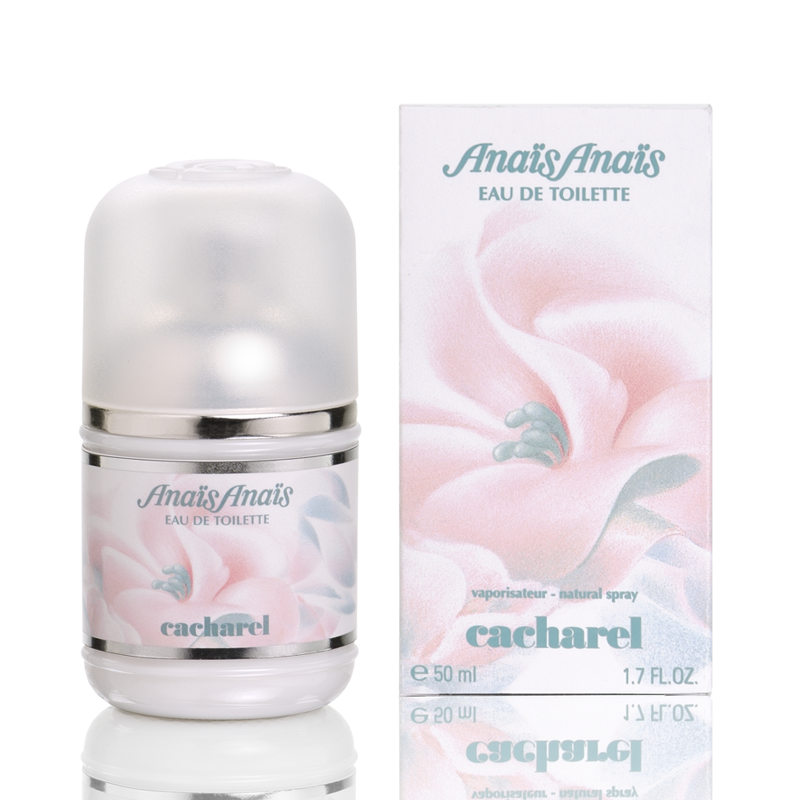 Anaïs Anaïs
EAU DE TOILETTE
cacharel
Anaïs Anaïs
EAU DE TOILETTE
vaporisateur - natural spray
cacharel
℮ 50 ml 1.7 FL.OZ.